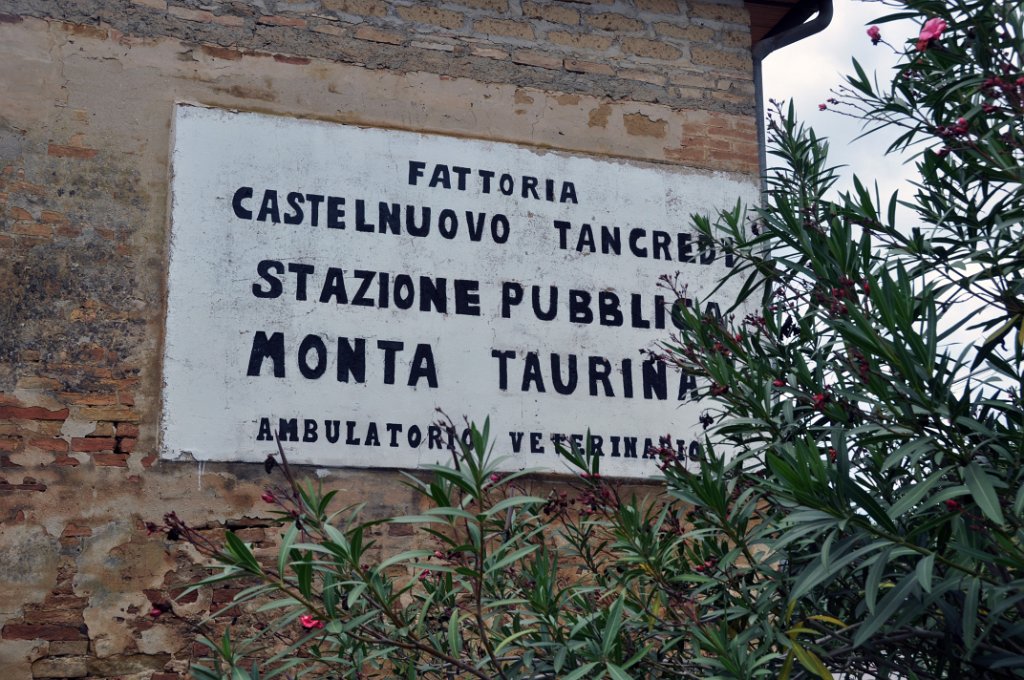 FATTORIA
CASTELNUOVO TANCREDI
STAZIONE PUBBLICA
MONTA TAURINA
AMBULATORIO VETERINARIO